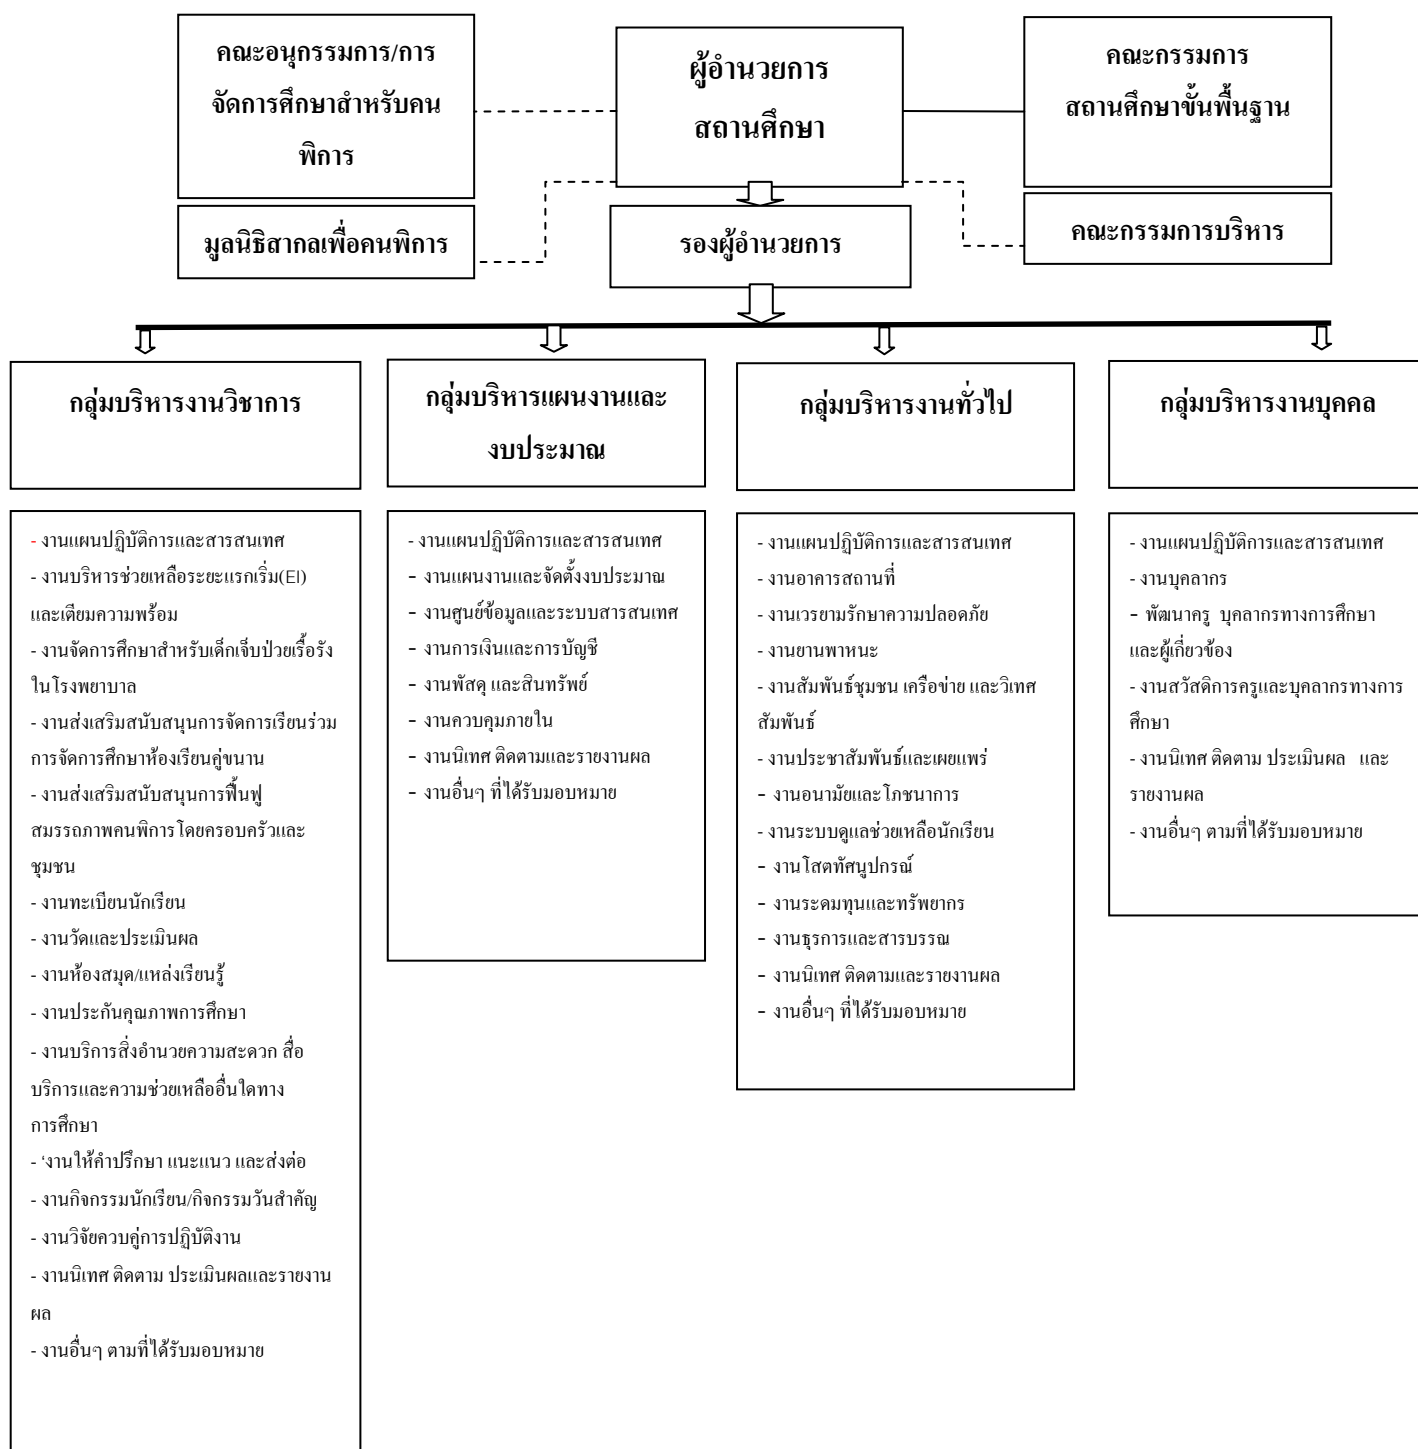 คณะอนุกรรมการ/การ
จัดการศึกษาสำหรับคน
พิการ
ผู้อำนวยการ
สถานศึกษา
คณะกรรมการ
สถานศึกษาขั้นพื้นฐาน
มูลนิธิสากลเพื่อคนพิการ
รองผู้อำนวยการ
คณะกรรมการบริหาร
กลุ่มบริหารงานวิชาการ
กลุ่มบริหารแผนงานและ
งบประมาณ
กลุ่มบริหารงานทั่วไป
กลุ่มบริหารงานบุคคล
- งานแผนปฏิบัติการและสารสนเทศ
- งานบริหารช่วยเหลือระยะแรกเริ่ม(EI)
และเตียมความพร้อม
- งานจัดการศึกษาสำหรับเด็กเจ็บป่วยเรื้อรัง
ในโรงพยาบาล
- งานส่งเสริมสนับสนุนการจัดการเรียนร่วม
การจัดการศึกษาห้องเรียนคู่ขนาน
- งานส่งเสริมสนับสนุนการฟื้นฟู
สมรรถภาพคนพิการโดยครอบครัวและ
ชุมชน
- งานทะเบียนนักเรียน
- งานวัดและประเมินผล
- งานห้องสมุด/แหล่งเรียนรู้
- งานประกันคุณภาพการศึกษา
- งานบริการสิ่งอำนวยความสะดวก สื่อ
บริการและความช่วยเหลืออื่นใดทาง
การศึกษา
- 'งานให้คำปรึกษา แนะแนว และส่งต่อ
- งานกิจกรรมนักเรียน/กิจกรรมวันสำคัญ
- งานวิจัยควบคู่การปฏิบัติงาน
- งานนิเทศ ติดตาม ประเมินผลและรายงาน
ผล
- งานอื่นๆ ตามที่ได้รับมอบหมาย
- งานแผนปฏิบัติการและสารสนเทศ
- งานแผนงานและจัดตั้งงบประมาณ
- งานศูนย์ข้อมูลและระบบสารสนเทศ
- งานการเงินและการบัญชี
- งานพัสดุ และสินทรัพย์
- งานควบคุมภายใน
- งานนิเทศ ติดตามและรายงานผล
- งานอื่นๆ ที่ได้รับมอบหมาย
- งานแผนปฏิบัติการและสารสนเทศ
- งานอาคารสถานที่
- งานเวรยามรักษาความปลอดภัย
- งานยานพาหนะ
- งานสัมพันธ์ชุมชน เครือข่าย และวิเทศ
สัมพันธ์
- งานประชาสัมพันธ์และเผยแพร่
- งานอนามัยและโภชนาการ
- งานระบบดูแลช่วยเหลือนักเรียน
- งานโสตทัศนูปกรณ์
- งานระดมทุนและทรัพยากร
- งานธุรการและสารบรรณ
- งานนิเทศ ติดตามและรายงานผล
- งานอื่นๆ ที่ได้รับมอบหมาย
- งานแผนปฏิบัติการและสารสนเทศ
- งานบุคลากร
- พัฒนาครู บุคลากรทางการศึกษา
และผู้เกี่ยวข้อง
- งานสวัสดิการครูและบุคลากรทางการ
ศึกษา
- งานนิเทศ ติดตาม ประเมินผล และ
รายงานผล
- งานอื่นๆ ตามที่ได้รับมอบหมาย